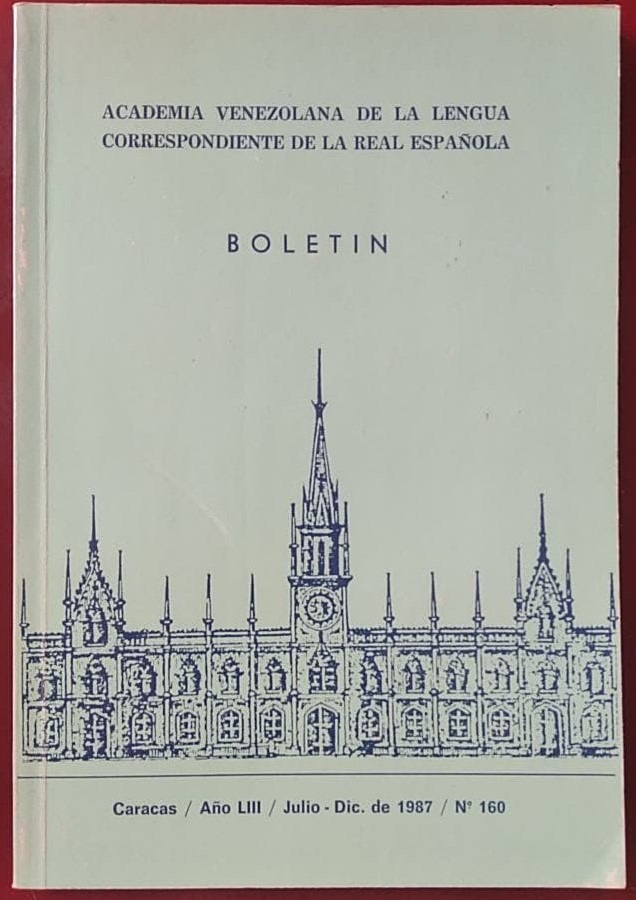 ACADEMIA VENEZOLANA DE LA LENGUA
CORRESPONDIENTE DE LA REAL ESPAÑOLA
BOLETIN
Caracas / Año LIII / Julio - Dic. de 1987 / Nº 160